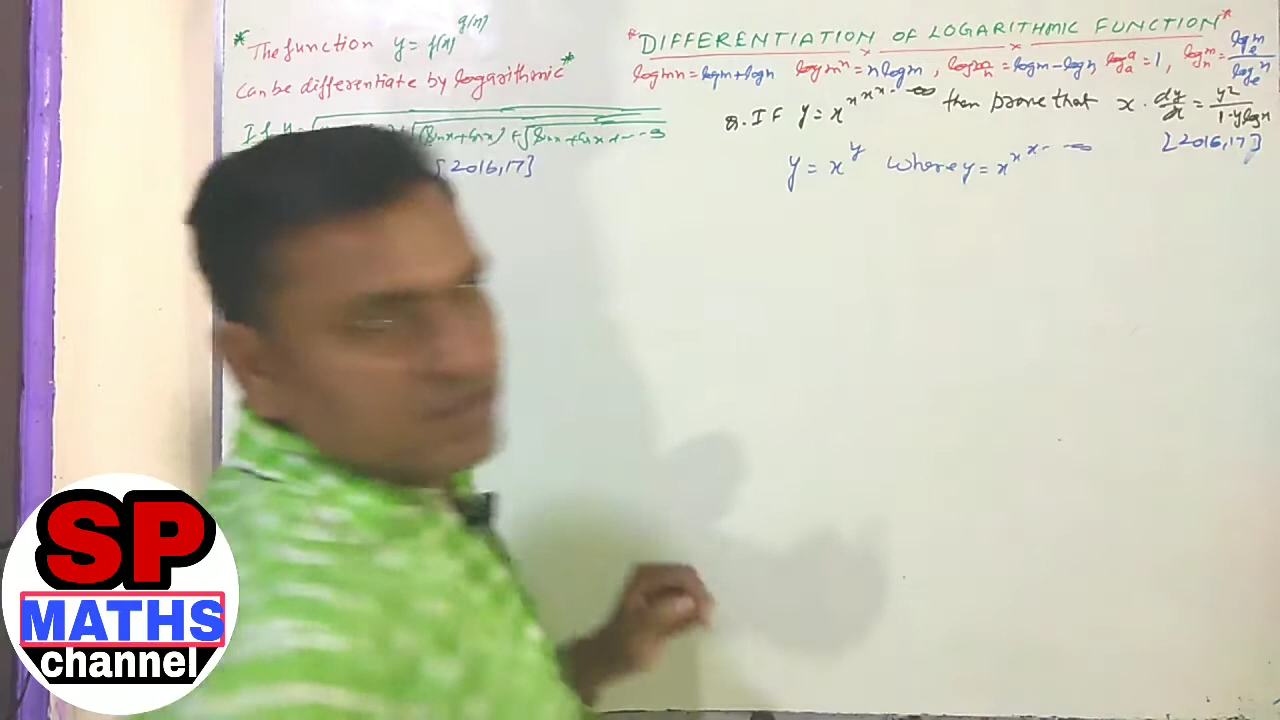 *The function y = f(x)^g(x)
can be differentiate by logarithmic*
[2016,17]
*DIFFERENTIATION OF LOGARITHMIC FUNCTION*
log mn = log m + log n log m^n = n log m, log m/n = log m - log n, log_a a = 1, log_n m = log_e m / log_e n
Q. IF y = x^x^x^x^...∞ then prove that x . dy/dx = y²/1-y log x
[2016,17]
y = x^y where y = x^x^x^...∞
SP
MATHS
channel